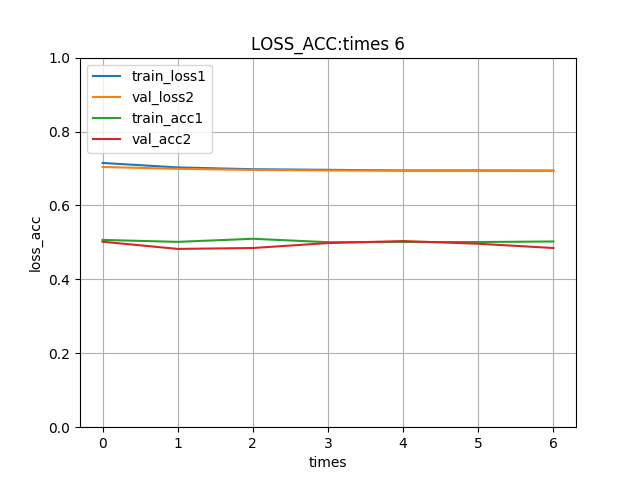 LOSS_ACC:times 6
1.0
train_loss1
val_loss2
train_acc1
val_acc2
0.8
0.6
loss_acc
0.4
0.2
0.0
0 1 2 3 4 5 6
times